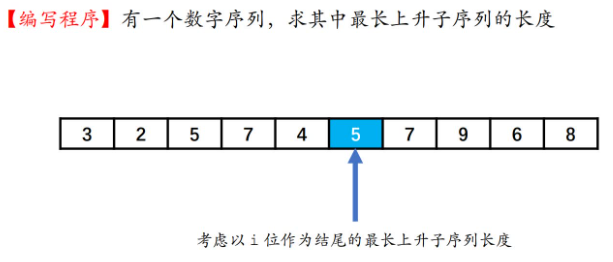 【编写程序】有一个数字序列，求其中最长上升子序列的长度
3 2 5 7 4 5 7 9 6 8
考虑以 i 位作为结尾的最长上升子序列长度